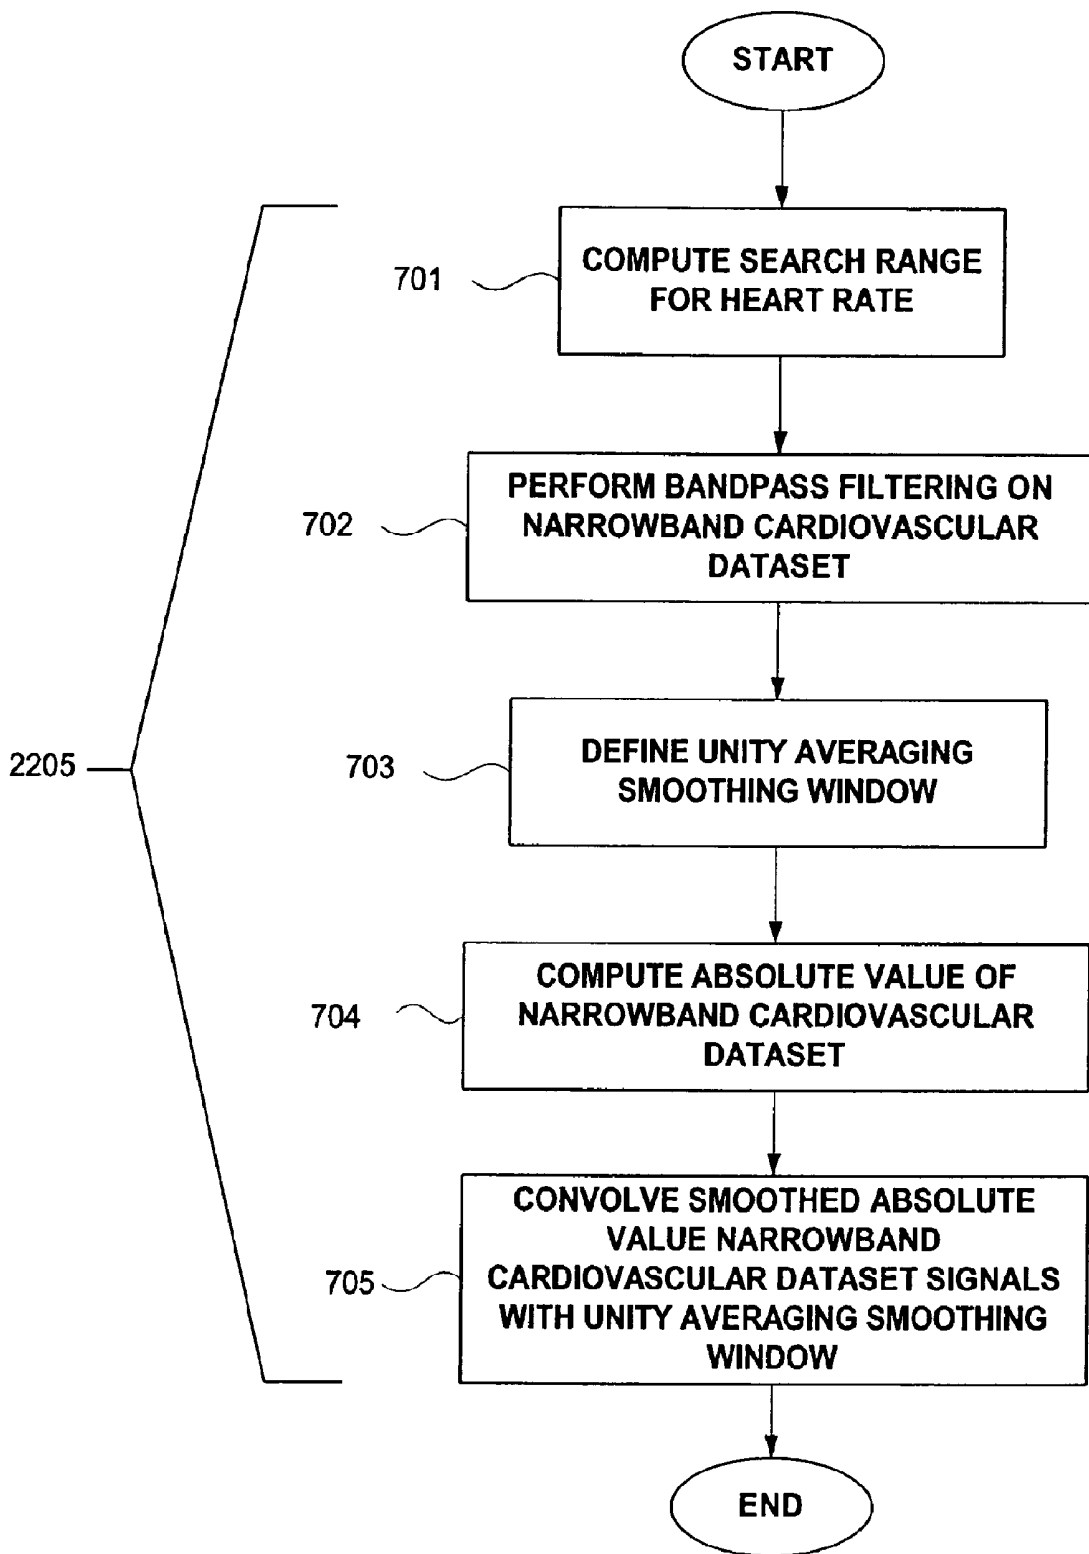 START
701
COMPUTE SEARCH RANGE
FOR HEART RATE
702
PERFORM BANDPASS FILTERING ON
NARROWBAND CARDIOVASCULAR
DATASET
2205
703
DEFINE UNITY AVERAGING
SMOOTHING WINDOW
704
COMPUTE ABSOLUTE VALUE OF
NARROWBAND CARDIOVASCULAR
DATASET
705
CONVOLVE SMOOTHED ABSOLUTE
VALUE NARROWBAND
CARDIOVASCULAR DATASET SIGNALS
WITH UNITY AVERAGING SMOOTHING
WINDOW
END